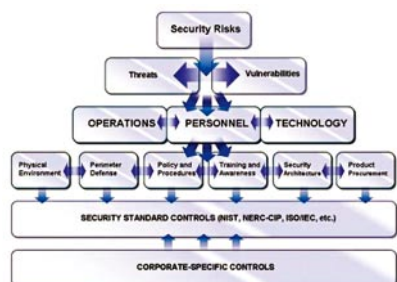 Security Risks
Threats
Vulnerabilities
OPERATIONS
PERSONNEL
TECHNOLOGY
Physical
Environment
Perimeter
Defense
Policy and
Procedures
Training and
Awareness
Security
Architecture
Product
Procurement
SECURITY STANDARD CONTROLS (NIST, NERC-CIP, ISO/IEC, etc.)
CORPORATE-SPECIFIC CONTROLS